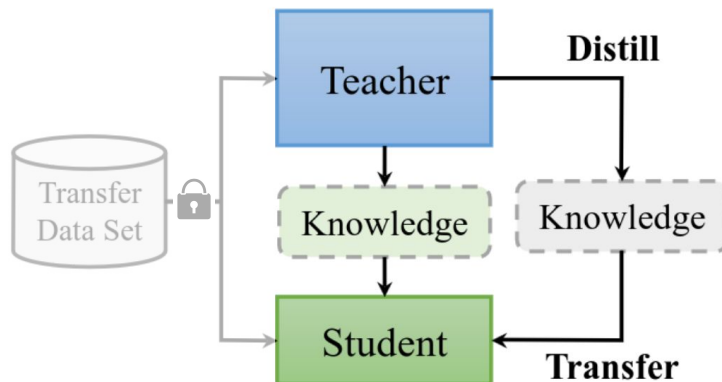 Distill
Teacher
Transfer
Data Set
Knowledge
Knowledge
Student
Transfer